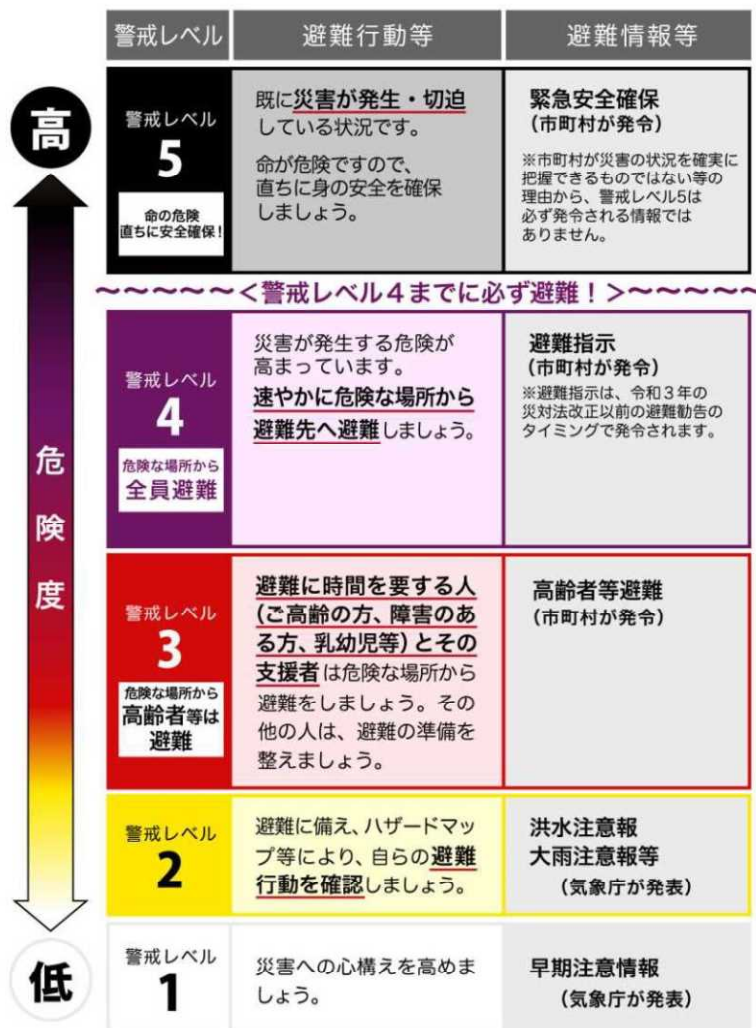 警戒レベル 避難行動等 避難情報等
高
警戒レベル
5
命の危険
直ちに安全確保!
既に災害が発生・切迫
している状況です。
命が危険ですので、
直ちに身の安全を確保
しましょう。
緊急安全確保
(市町村が発令)
※市町村が災害の状況を確実に
把握できるものではない等の
理由から、警戒レベル5は
必ず発令される情報では
ありません。
~~~~~<警戒レベル4までに必ず避難!>~~~~~
警戒レベル
4
危険な場所から
全員避難
災害が発生する危険が
高まっています。
速やかに危険な場所から
避難先へ避難しましょう。
避難指示
(市町村が発令)
※避難指示は、令和3年の
災対法改正以前の避難勧告の
タイミングで発令されます。
危険度
警戒レベル
3
危険な場所から
高齢者等は
避難
避難に時間を要する人
(ご高齢の方、障害のあ
る方、乳幼児等)とその
支援者は危険な場所から
避難をしましょう。その
他の人は、避難の準備を
整えましょう。
高齢者等避難
(市町村が発令)
警戒レベル
2
避難に備え、ハザードマッ
プ等により、自らの避難
行動を確認しましょう。
洪水注意報
大雨注意報等
(気象庁が発表)
低
警戒レベル
1
災害への心構えを高めま
しょう。
早期注意情報
(気象庁が発表)